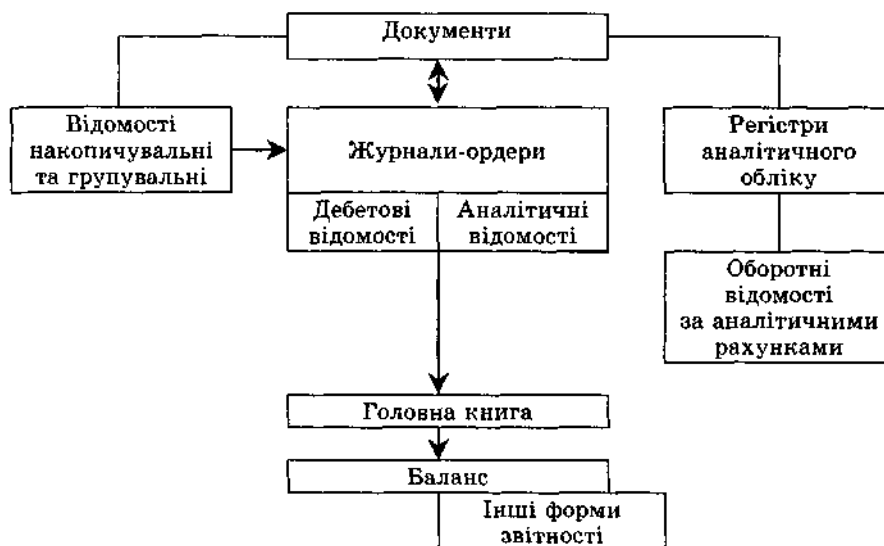 Документи
Відомості
накопичувальні
та групувальні
Журнали-ордери
Дебетові
відомості
Аналітичні
відомості
Регістри
аналітичного
обліку
Оборотні
відомості
за аналітичними
рахунками
Головна книга
Баланс
Інші форми
звітності